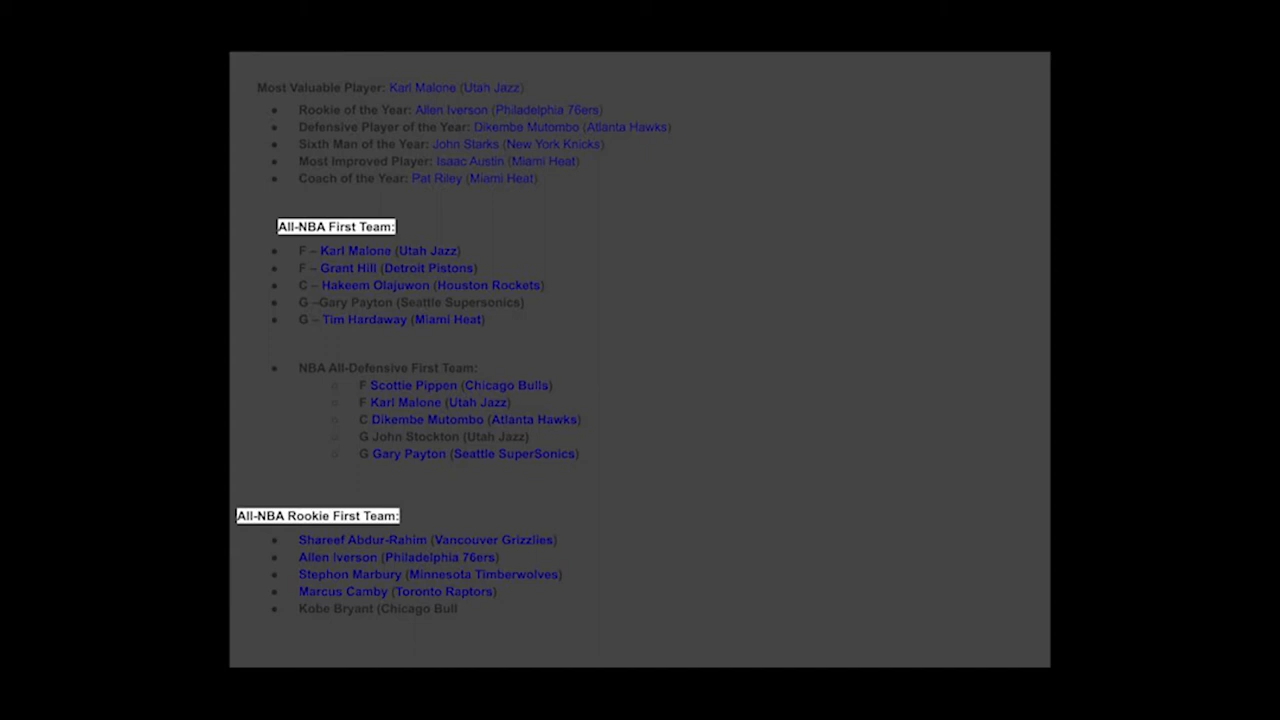 Most Valuable Player: Karl Malone (Utah Jazz)
● Rookie of the Year: Allen Iverson (Philadelphia 76ers)
● Defensive Player of the Year: Dikembe Mutombo (Atlanta Hawks)
● Sixth Man of the Year: John Starks (New York Knicks)
● Most Improved Player: Isaac Austin (Miami Heat)
● Coach of the Year: Pat Riley (Miami Heat)
All-NBA First Team:
● F – Karl Malone (Utah Jazz)
● F – Grant Hill (Detroit Pistons)
● C – Hakeem Olajuwon (Houston Rockets)
● G –Gary Payton (Seattle Supersonics)
● G – Tim Hardaway (Miami Heat)
● NBA All-Defensive First Team:
○ F Scottie Pippen (Chicago Bulls)
○ F Karl Malone (Utah Jazz)
○ C Dikembe Mutombo (Atlanta Hawks)
○ G John Stockton (Utah Jazz)
○ G Gary Payton (Seattle SuperSonics)
All-NBA Rookie First Team:
● Shareef Abdur-Rahim (Vancouver Grizzlies)
● Allen Iverson (Philadelphia 76ers)
● Stephon Marbury (Minnesota Timberwolves)
● Marcus Camby (Toronto Raptors)
● Kobe Bryant (Chicago Bull